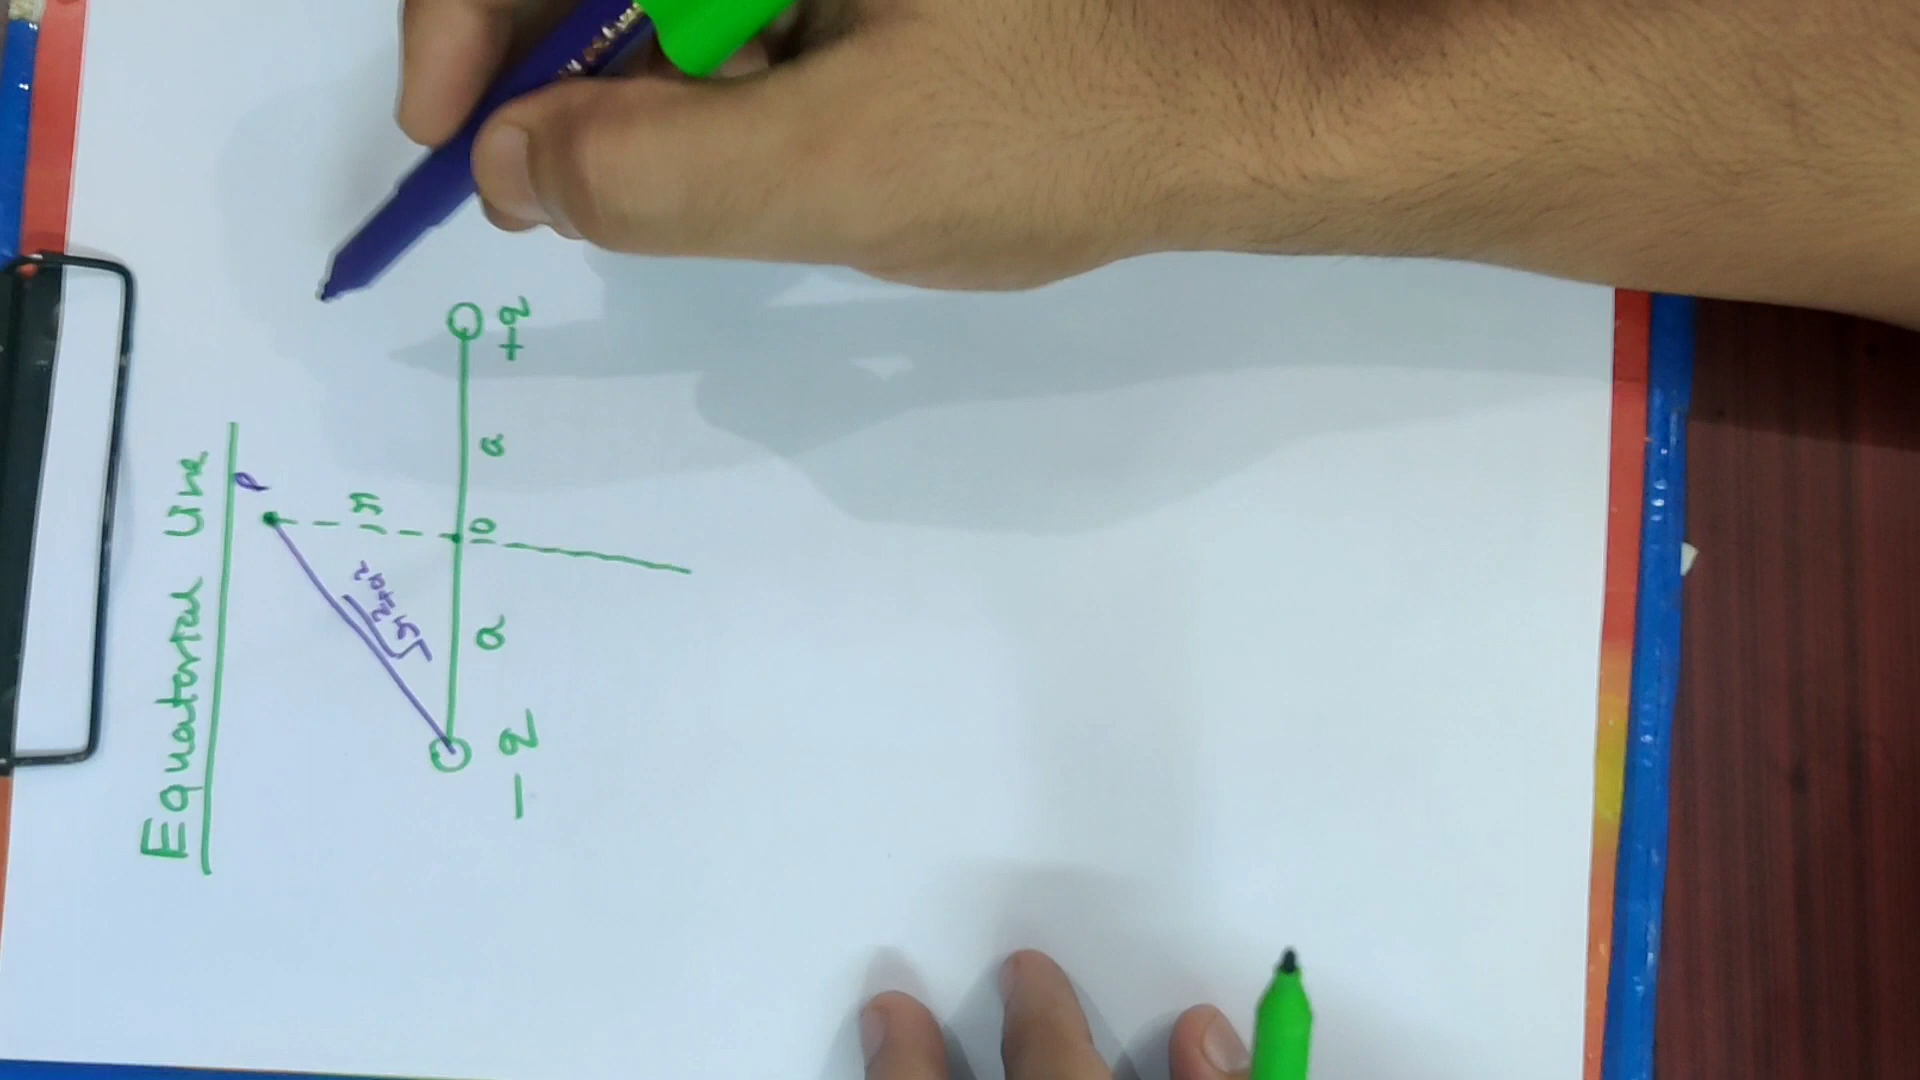 Equatorial Line
P
r
√r²+a²
a
o
a
-q
+q